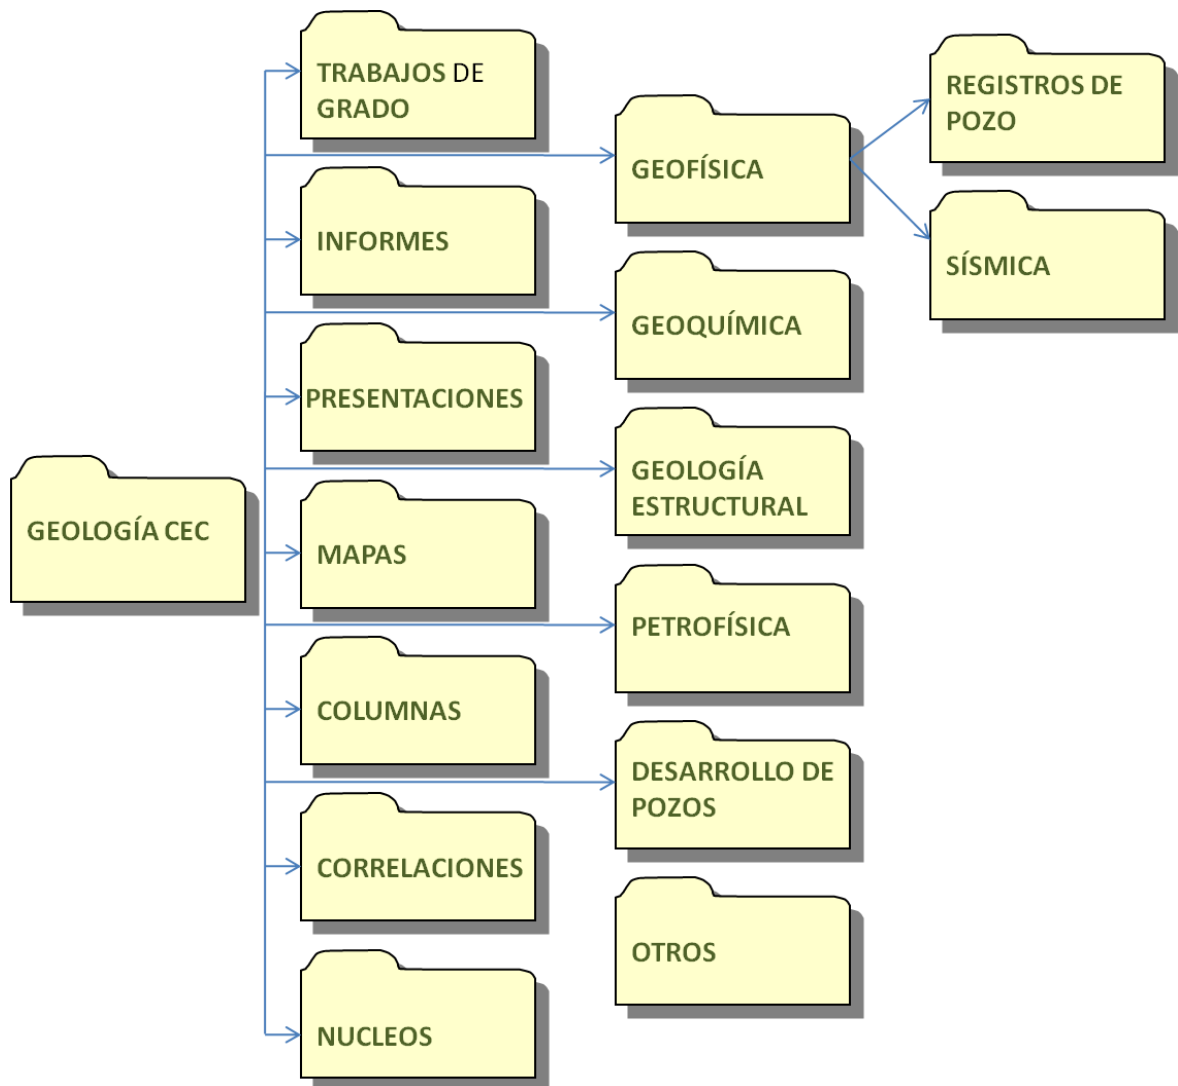 GEOLOGÍA CEC
TRABAJOS DE
GRADO
INFORMES
PRESENTACIONES
MAPAS
COLUMNAS
CORRELACIONES
NUCLEOS
GEOFÍSICA
GEOQUÍMICA
GEOLOGÍA
ESTRUCTURAL
PETROFÍSICA
DESARROLLO DE
POZOS
OTROS
REGISTROS DE
POZO
SÍSMICA